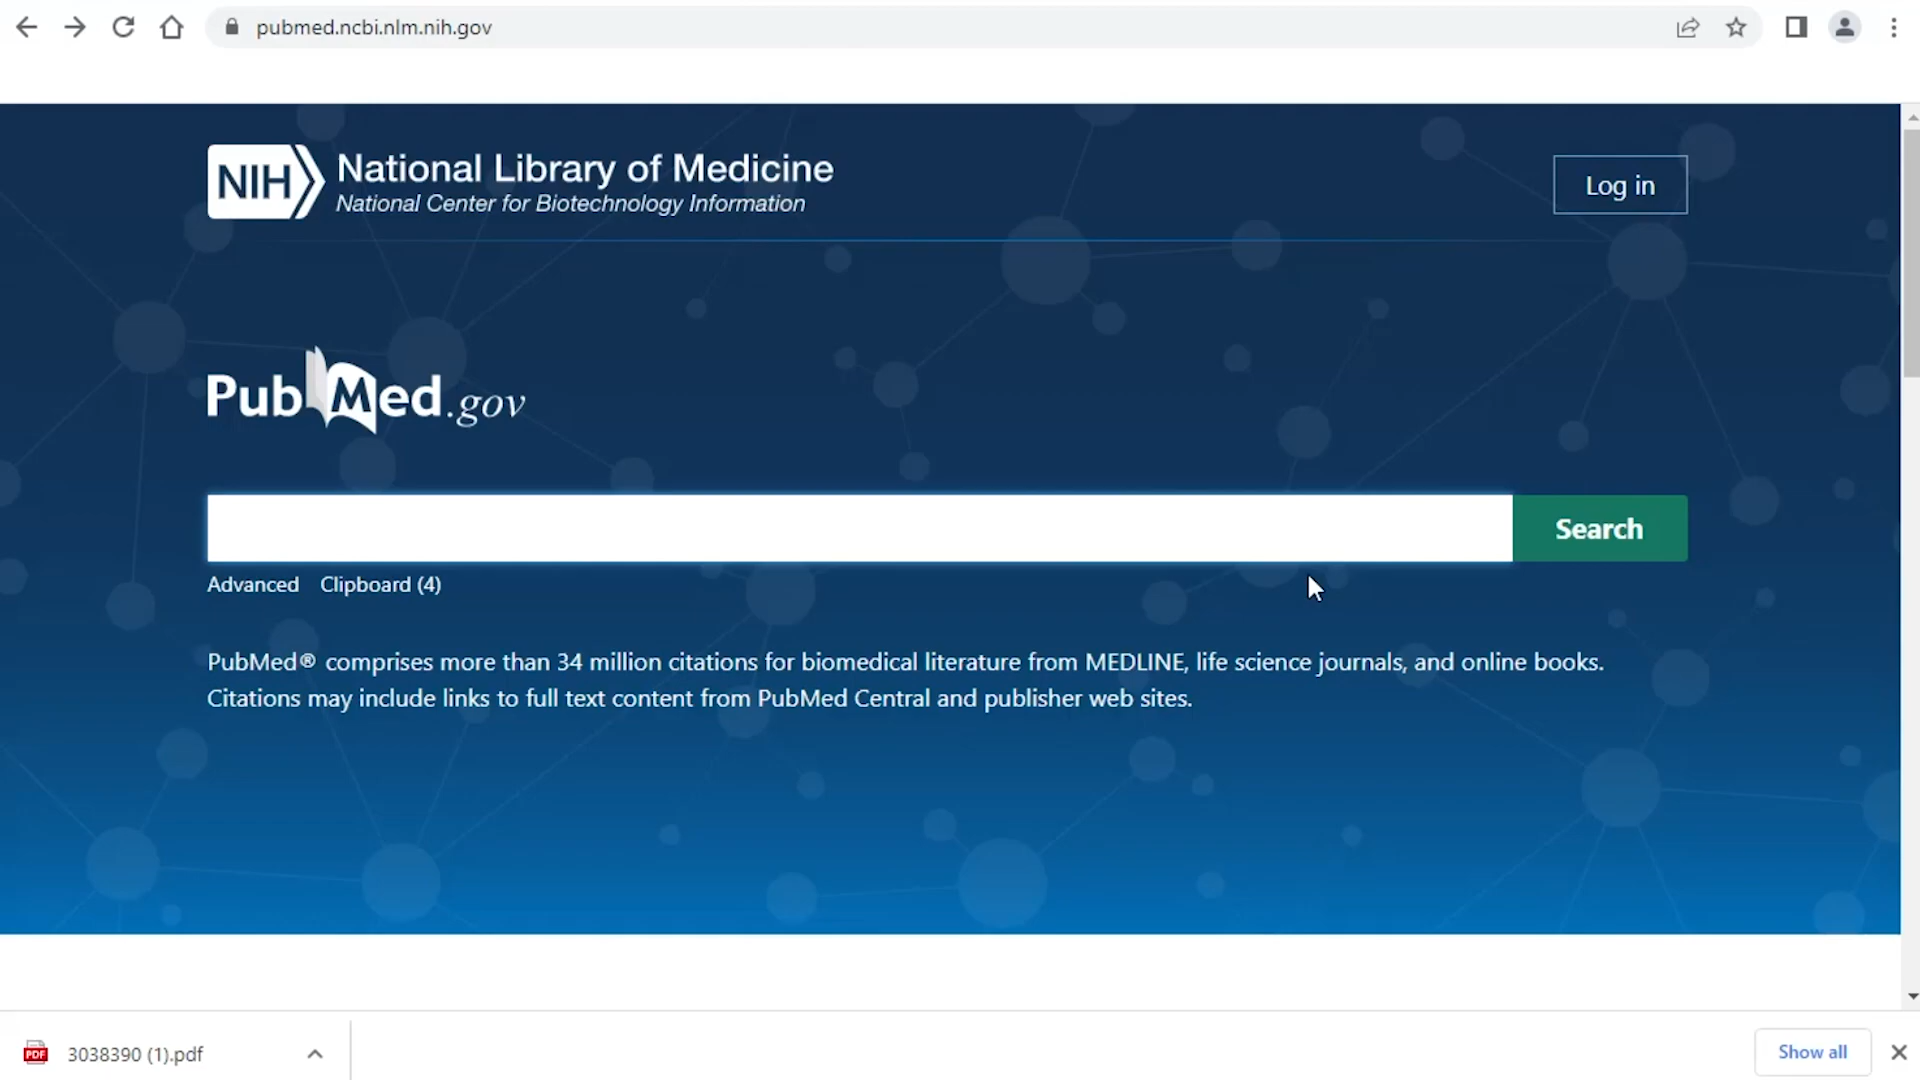 pubmed.ncbi.nlm.nih.gov
NIH National Library of Medicine
National Center for Biotechnology Information
Log in
PubMed.gov
Search
Advanced Clipboard (4)
PubMed® comprises more than 34 million citations for biomedical literature from MEDLINE, life science journals, and online books.
Citations may include links to full text content from PubMed Central and publisher web sites.
PDF 3038390 (1).pdf
Show all